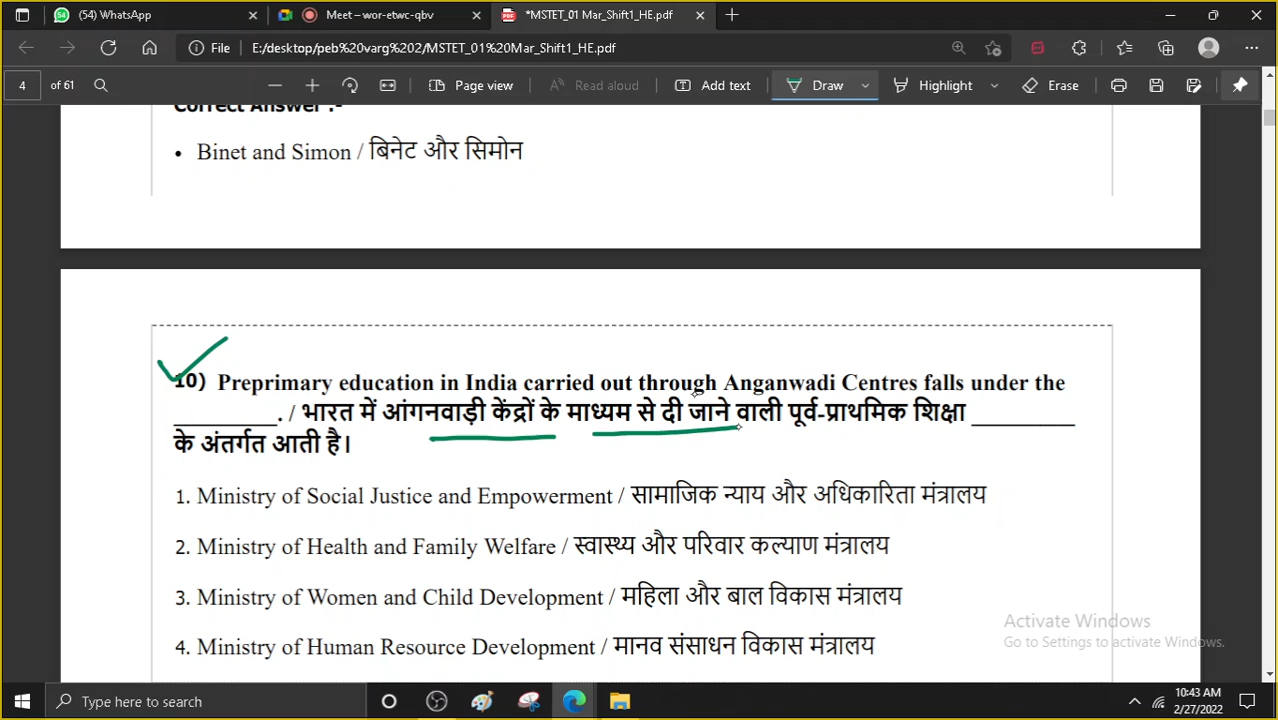 (54) WhatsApp
Meet – wor-etwc-qbv
*MSTET_01 Mar_Shift1_HE.pdf
File E:/desktop/peb%20varg%202/MSTET_01%20Mar_Shift1_HE.pdf
4 of 61
Page view
Read aloud
Add text
Draw
Highlight
Erase
Correct Answer :-
• Binet and Simon / बिनेट और सिमोन
10) Preprimary education in India carried out through Anganwadi Centres falls under the
_________. / भारत में आंगनवाड़ी केंद्रों के माध्यम से दी जाने वाली पूर्व-प्राथमिक शिक्षा _________
के अंतर्गत आती है।
1. Ministry of Social Justice and Empowerment / सामाजिक न्याय और अधिकारिता मंत्रालय
2. Ministry of Health and Family Welfare / स्वास्थ्य और परिवार कल्याण मंत्रालय
3. Ministry of Women and Child Development / महिला और बाल विकास मंत्रालय
4. Ministry of Human Resource Development / मानव संसाधन विकास मंत्रालय
Activate Windows
Go to Settings to activate Windows.
Type here to search
10:43 AM
2/27/2022